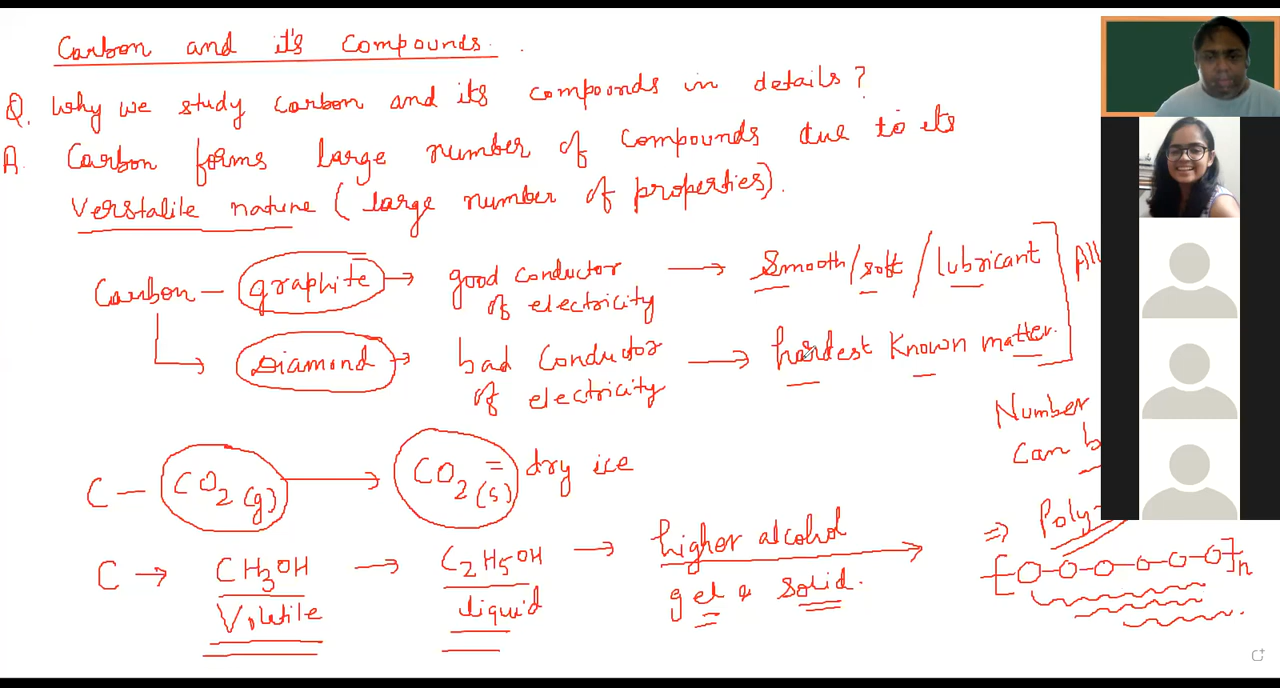 Carbon and it's compounds.
Q. Why we study carbon and its compounds in details?
A. Carbon forms large number of compounds due to its
verstalile nature (large number of properties).
Carbon — graphite → good conductor of electricity → smooth/soft/lubricant
Diamond → bad conductor of electricity → hardest known matter.
All
Number
can b
C — CO2 (g) → CO2 (s) = dry ice
⇒ Poly-
C → CH3OH → C2H5OH → higher alcohol →
Volatile liquid gel & solid.
[O-O-O-O-O-O]n